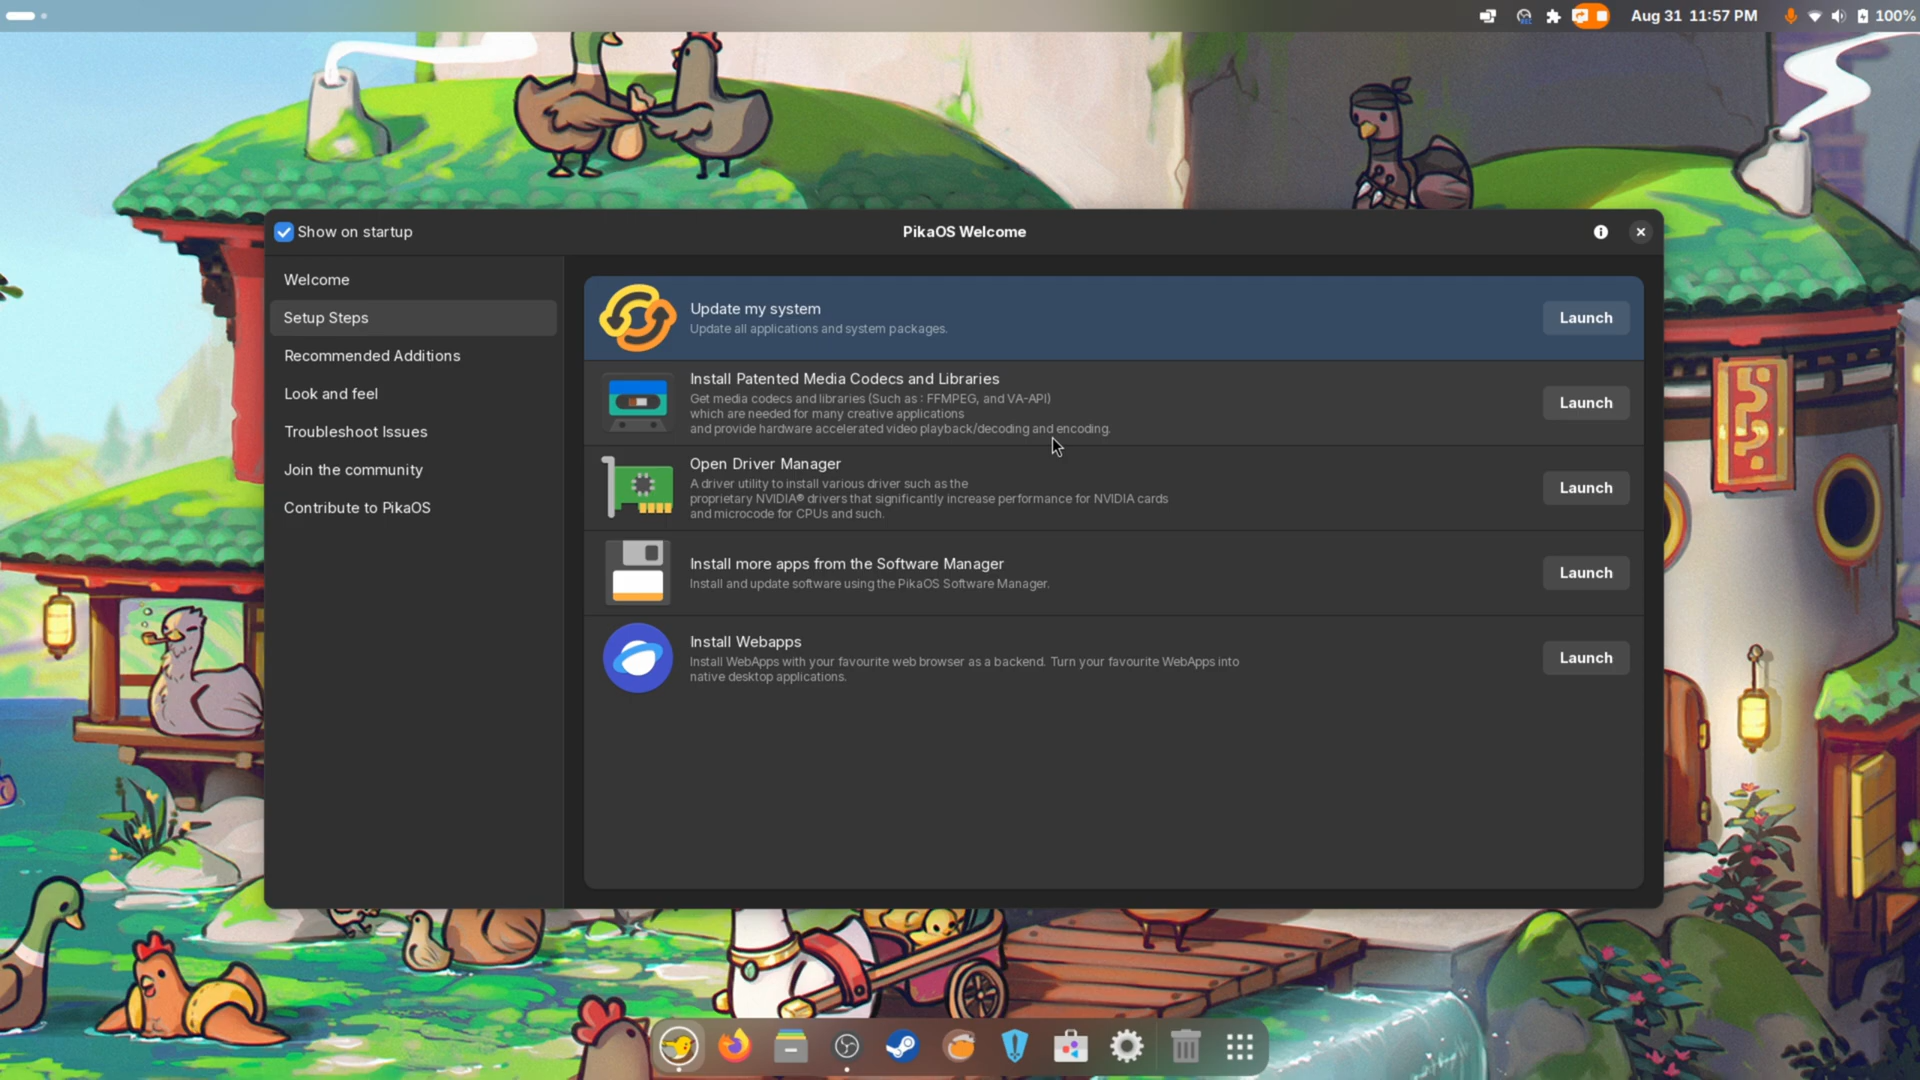 Aug 31 11:57 PM
100%
Show on startup
PikaOS Welcome
Welcome
Setup Steps
Recommended Additions
Look and feel
Troubleshoot Issues
Join the community
Contribute to PikaOS
Update my system
Update all applications and system packages.
Launch
Install Patented Media Codecs and Libraries
Get media codecs and libraries (Such as : FFMPEG, and VA-API)
which are needed for many creative applications
and provide hardware accelerated video playback/decoding and encoding.
Launch
Open Driver Manager
A driver utility to install various driver such as the
proprietary NVIDIA® drivers that significantly increase performance for NVIDIA cards
and microcode for CPUs and such.
Launch
Install more apps from the Software Manager
Install and update software using the PikaOS Software Manager.
Launch
Install Webapps
Install WebApps with your favourite web browser as a backend. Turn your favourite WebApps into
native desktop applications.
Launch